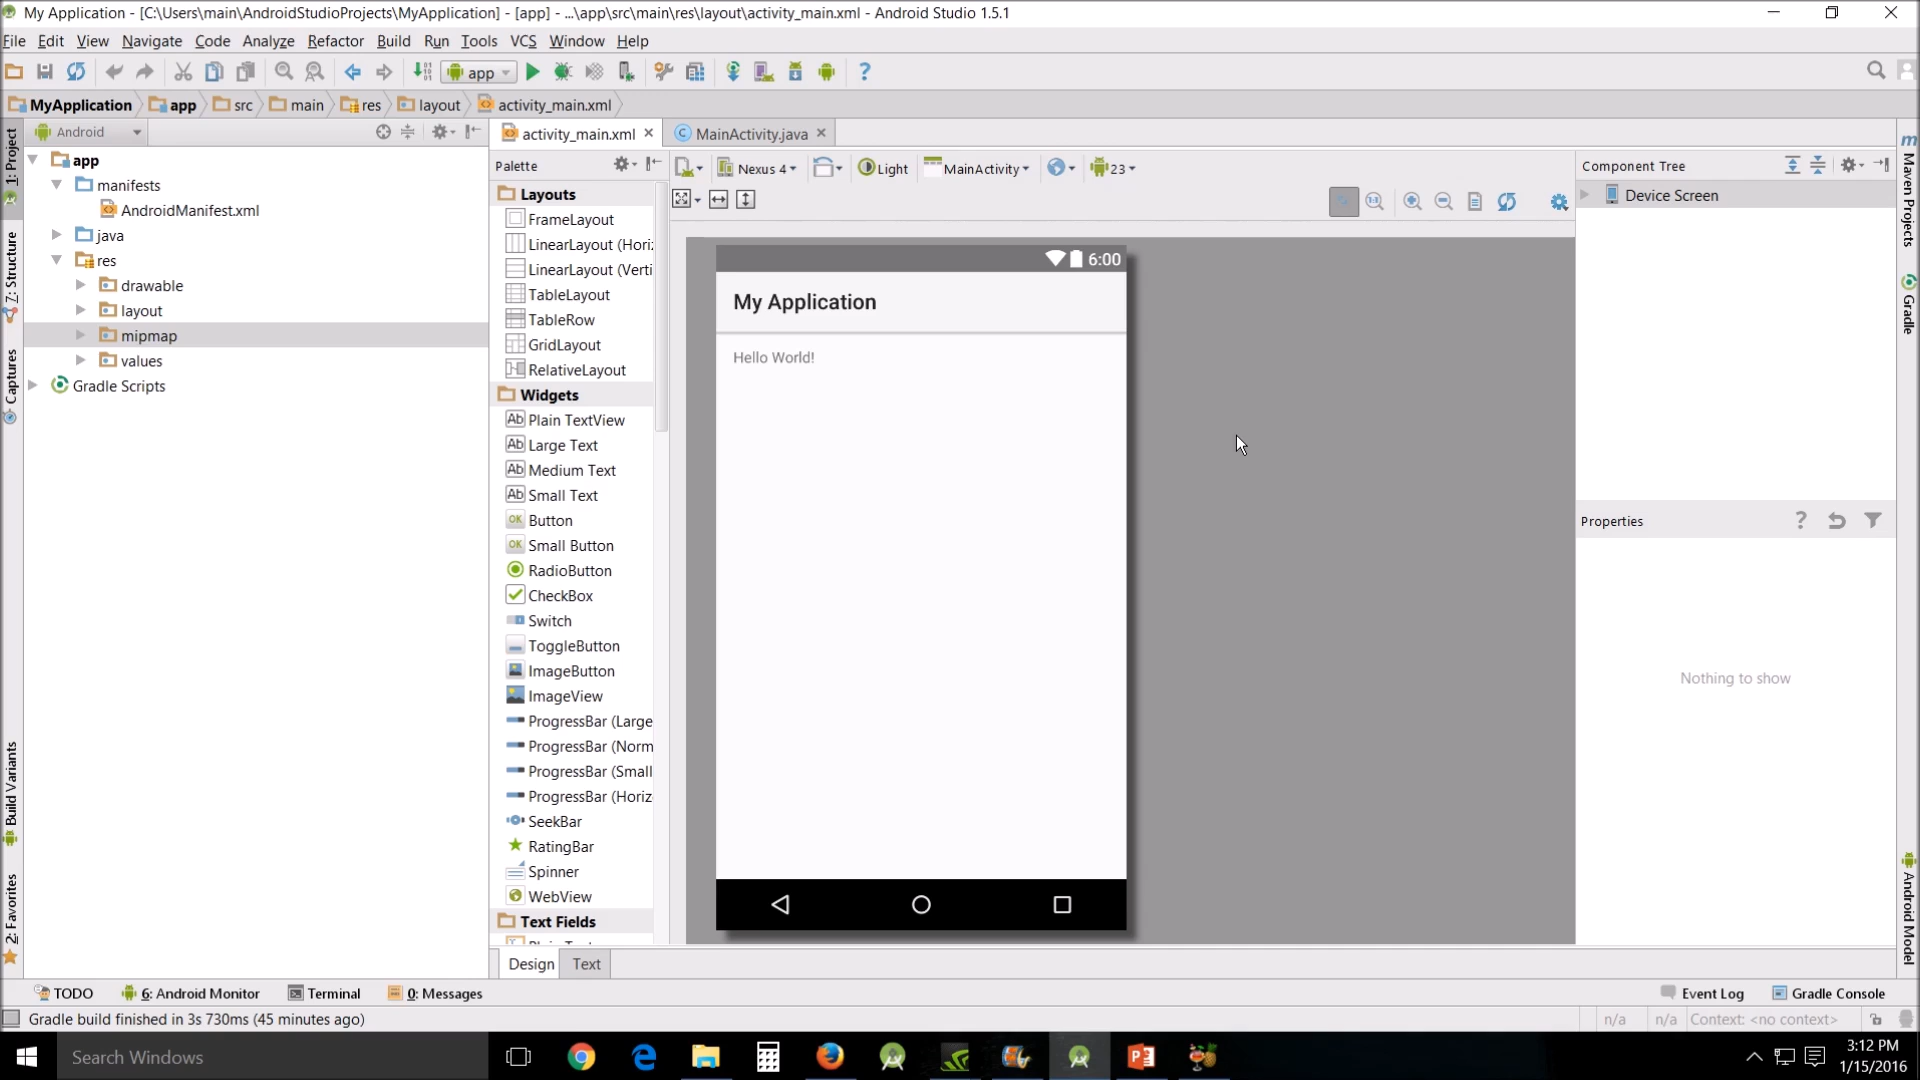 My Application - [C:\Users\main\AndroidStudioProjects\MyApplication] - [app] - ...\app\src\main\res\layout\activity_main.xml - Android Studio 1.5.1
File Edit View Navigate Code Analyze Refactor Build Run Tools VCS Window Help
app
MyApplication app src main res layout activity_main.xml
Android
activity_main.xml MainActivity.java
1: Project
7: Structure
Captures
Build Variants
2: Favorites
app
manifests
AndroidManifest.xml
java
res
drawable
layout
mipmap
values
Gradle Scripts
Palette
Layouts
FrameLayout
LinearLayout (Hori:
LinearLayout (Verti
TableLayout
TableRow
GridLayout
RelativeLayout
Widgets
Plain TextView
Large Text
Medium Text
Small Text
Button
Small Button
RadioButton
CheckBox
Switch
ToggleButton
ImageButton
ImageView
ProgressBar (Large
ProgressBar (Norm
ProgressBar (Small
ProgressBar (Horiz
SeekBar
RatingBar
Spinner
WebView
Text Fields
Nexus 4 Light MainActivity 23
6:00
My Application
Hello World!
Design Text
Component Tree
Device Screen
Properties
Nothing to show
Maven Projects
Gradle
Android Model
TODO 6: Android Monitor Terminal 0: Messages Event Log Gradle Console
Gradle build finished in 3s 730ms (45 minutes ago) n/a n/a Context: <no context>
Search Windows
3:12 PM
1/15/2016